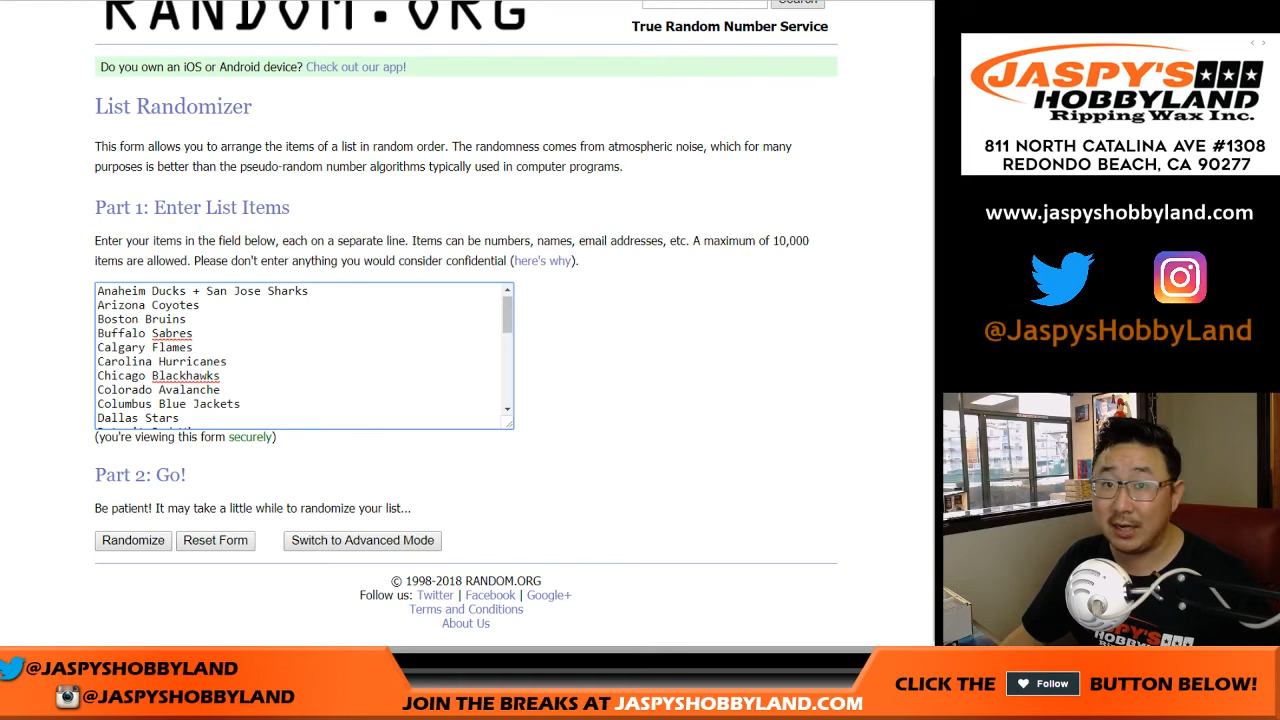 RANDOM.ORG
Search
True Random Number Service
Do you own an iOS or Android device? Check out our app!
List Randomizer
This form allows you to arrange the items of a list in random order. The randomness comes from atmospheric noise, which for many
purposes is better than the pseudo-random number algorithms typically used in computer programs.
Part 1: Enter List Items
Enter your items in the field below, each on a separate line. Items can be numbers, names, email addresses, etc. A maximum of 10,000
items are allowed. Please don't enter anything you would consider confidential (here's why).
Anaheim Ducks + San Jose Sharks
Arizona Coyotes
Boston Bruins
Buffalo Sabres
Calgary Flames
Carolina Hurricanes
Chicago Blackhawks
Colorado Avalanche
Columbus Blue Jackets
Dallas Stars
(you're viewing this form securely)
Part 2: Go!
Be patient! It may take a little while to randomize your list...
Randomize
Reset Form
Switch to Advanced Mode
© 1998-2018 RANDOM.ORG
Follow us: Twitter | Facebook | Google+
Terms and Conditions
About Us
JASPY'S
HOBBYLAND
Ripping Wax Inc.
811 NORTH CATALINA AVE #1308
REDONDO BEACH, CA 90277
www.jaspyshobbyland.com
@JaspysHobbyLand
JASPY'S
HOBBYLAND
@JASPYSHOBBYLAND
@JASPYSHOBBYLAND
JOIN THE BREAKS AT JASPYSHOBBYLAND.COM
CLICK THE Follow BUTTON BELOW!